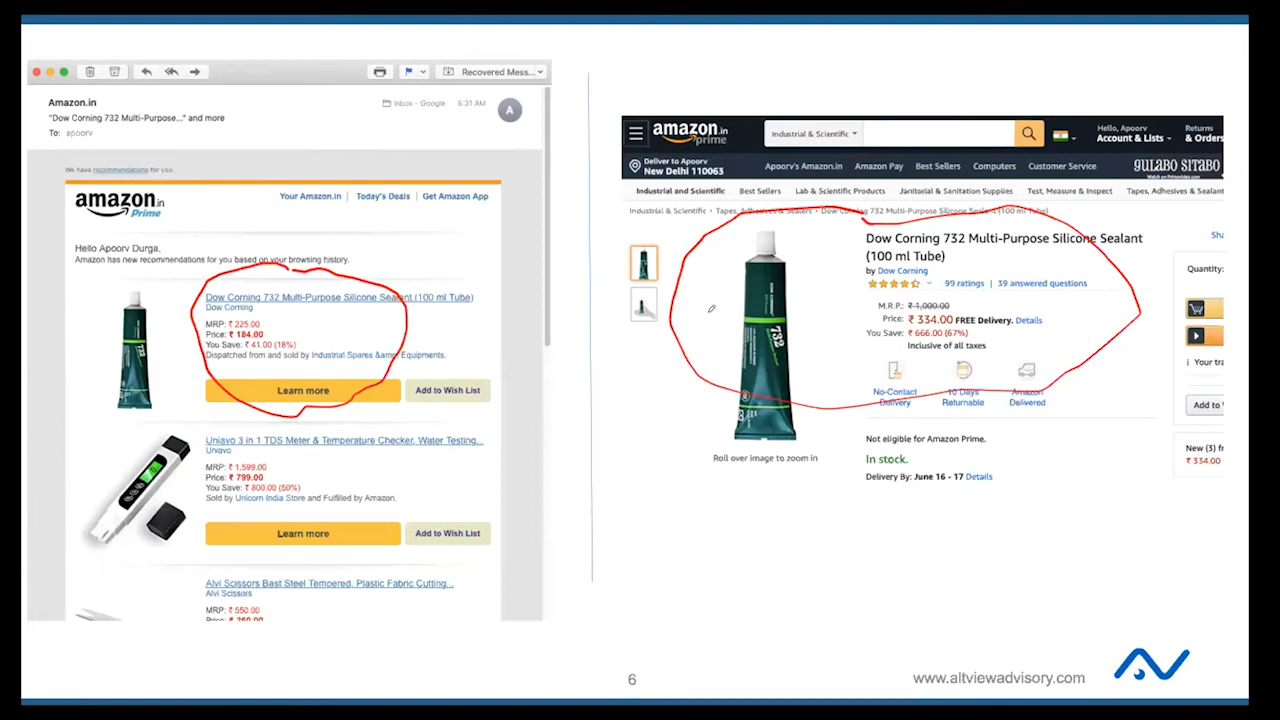 Recovered Mess...
Amazon.in
Inbox - Google 5:31 AM
A
"Dow Corning 732 Multi-Purpose..." and more
To: apoorv
We have recommendations for you.
amazon.in
Prime
Your Amazon.in | Today's Deals | Get Amazon App
Hello Apoorv Durga,
Amazon has new recommendations for you based on your browsing history.
Dow Corning 732 Multi-Purpose Silicone Sealant (100 ml Tube)
Dow Corning
MRP: ₹ 225.00
Price: ₹ 184.00
You Save: ₹ 41.00 (18%)
Dispatched from and sold by Industrial Spares &amp; Equipments.
Learn more
Add to Wish List
Uniavo 3 in 1 TDS Meter & Temperature Checker, Water Testing...
Uniavo
MRP: ₹ 1,599.00
Price: ₹ 799.00
You Save: ₹ 800.00 (50%)
Sold by Unicorn India Store and Fulfilled by Amazon.
Learn more
Add to Wish List
Alvi Scissors Bast Steel Tempered, Plastic Fabric Cutting...
Alvi Scissors
MRP: ₹ 550.00
Price: ₹ 260.00
amazon.in
prime
Industrial & Scientific
Hello, Apoorv
Account & Lists
Returns
& Orders
Deliver to Apoorv
New Delhi 110063
Apoorv's Amazon.in Amazon Pay Best Sellers Computers Customer Service
GULABO SITABO
Watch on Primevideo.com
Industrial and Scientific Best Sellers Lab & Scientific Products Janitorial & Sanitation Supplies Test, Measure & Inspect Tapes, Adhesives & Sealant
Industrial & Scientific › Tapes, Adhesives & Sealers › Dow Corning 732 Multi-Purpose Silicone Sealant (100 ml Tube)
732
Roll over image to zoom in
Dow Corning 732 Multi-Purpose Silicone Sealant
(100 ml Tube)
by Dow Corning
99 ratings | 39 answered questions
M.R.P.: ₹ 1,000.00
Price: ₹ 334.00 FREE Delivery. Details
You Save: ₹ 666.00 (67%)
Inclusive of all taxes
No-Contact
Delivery
10 Days
Returnable
Amazon
Delivered
Not eligible for Amazon Prime.
In stock.
Delivery By: June 16 - 17 Details
Sha
Quantity:
Your tra
Add to
New (3) fr
₹ 334.00
6
www.altviewadvisory.com